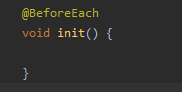 @BeforeEach
void init() {
}